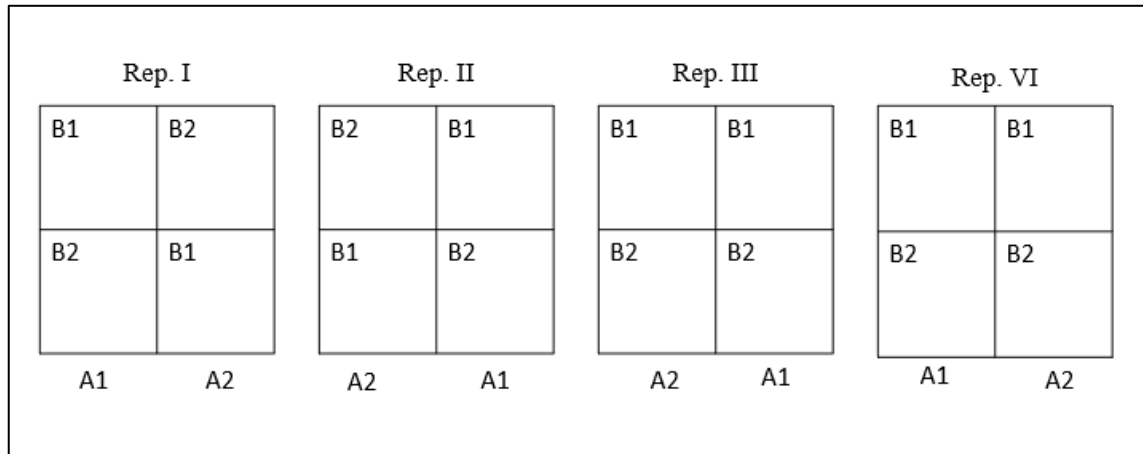 Rep. I Rep. II Rep. III Rep. VI
B1 B2 B2 B1 B1 B1 B1 B1
B2 B1 B1 B2 B2 B2 B2 B2
A1 A2 A2 A1 A2 A1 A1 A2